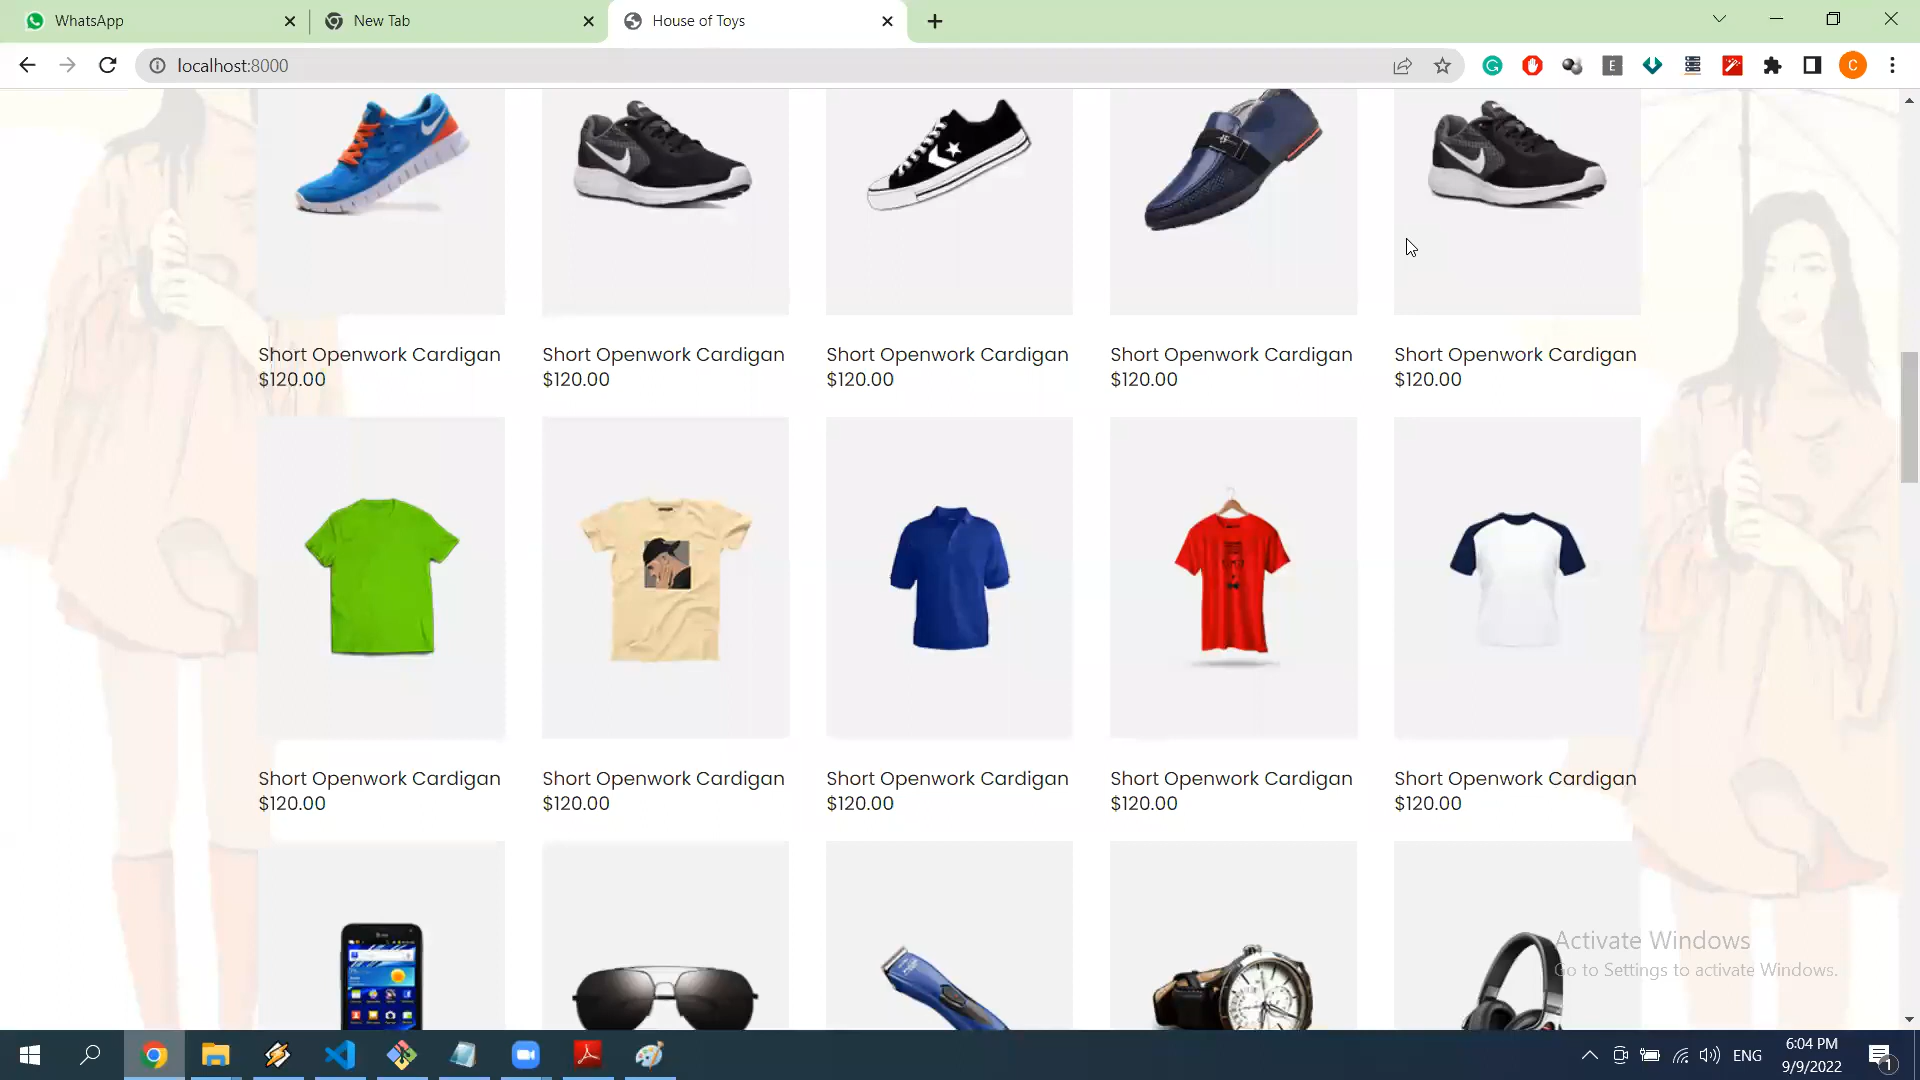 WhatsApp
New Tab
House of Toys
localhost:8000
E
C
Short Openwork Cardigan Short Openwork Cardigan Short Openwork Cardigan Short Openwork Cardigan Short Openwork Cardigan
$120.00 $120.00 $120.00 $120.00 $120.00
Short Openwork Cardigan Short Openwork Cardigan Short Openwork Cardigan Short Openwork Cardigan Short Openwork Cardigan
$120.00 $120.00 $120.00 $120.00 $120.00
Activate Windows
Go to Settings to activate Windows.
ENG
6:04 PM
9/9/2022
1